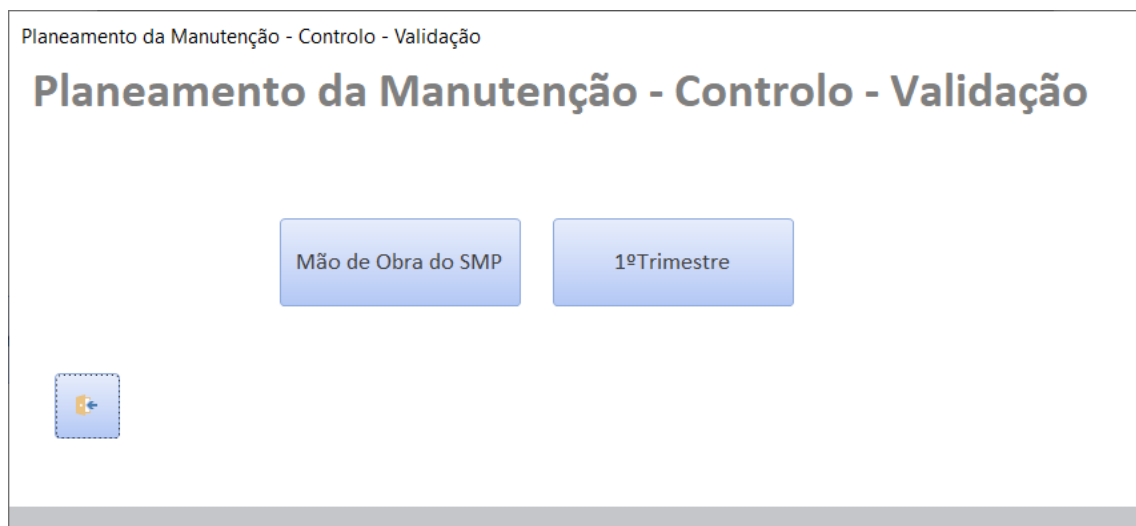 Planeamento da Manutenção - Controlo - Validação
Planeamento da Manutenção - Controlo - Validação
Mão de Obra do SMP
1ºTrimestre